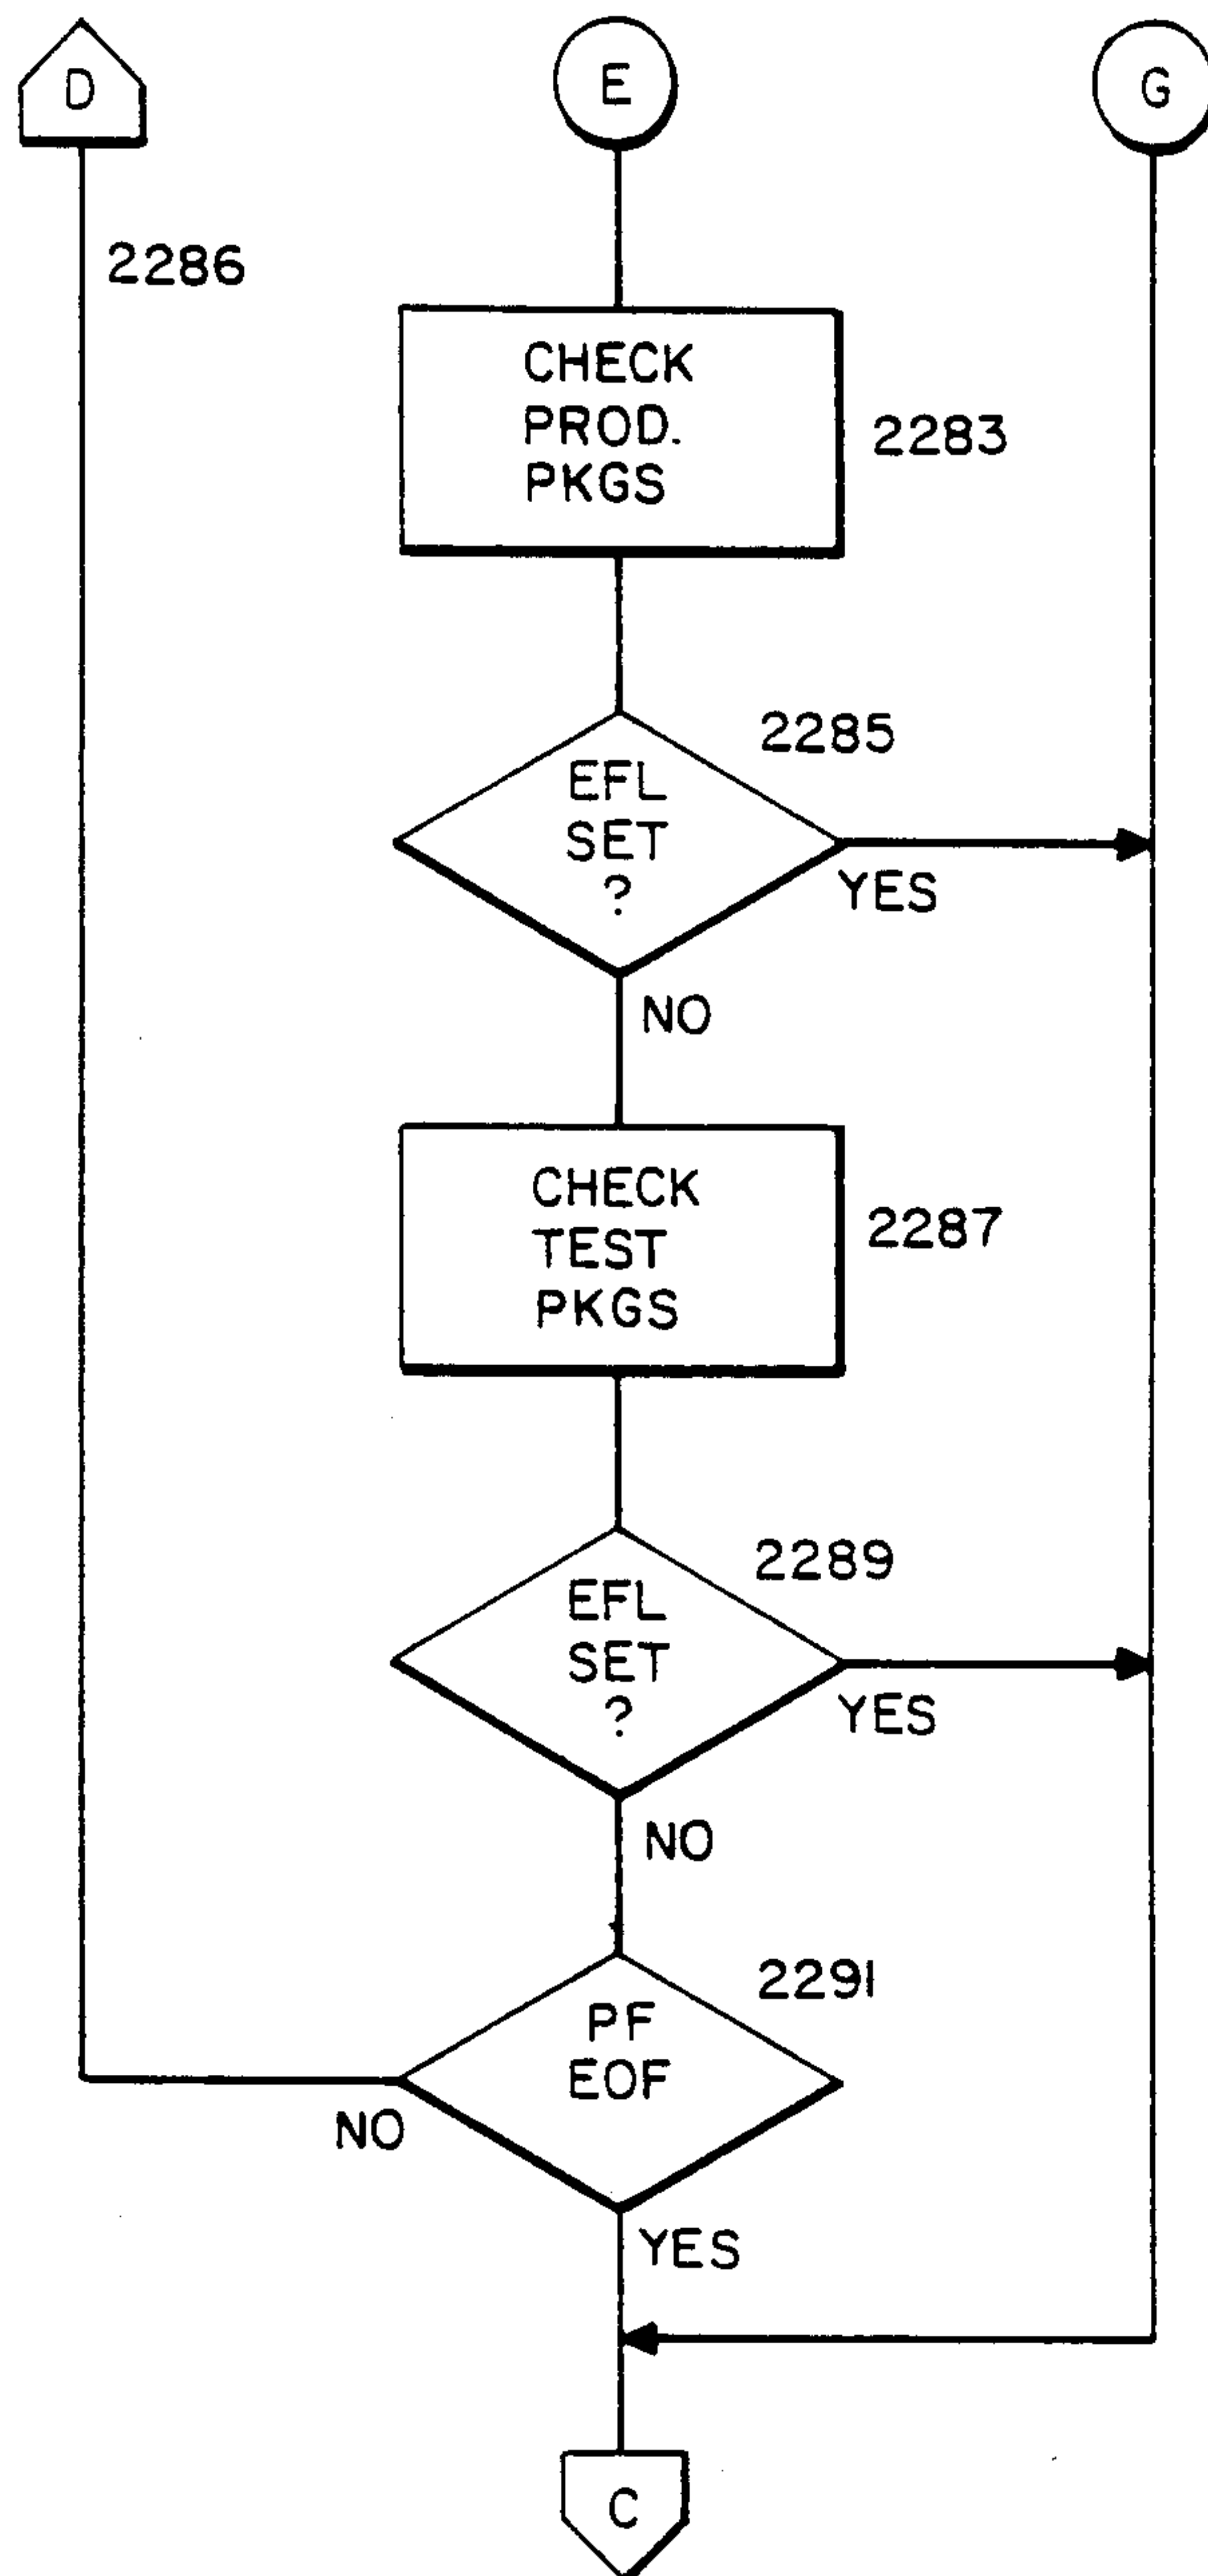 D
E
G
2286
CHECK
PROD.
PKGS
2283
2285
EFL
SET
?
YES
NO
CHECK
TEST
PKGS
2287
2289
EFL
SET
?
YES
NO
2291
PF
EOF
NO
YES
C